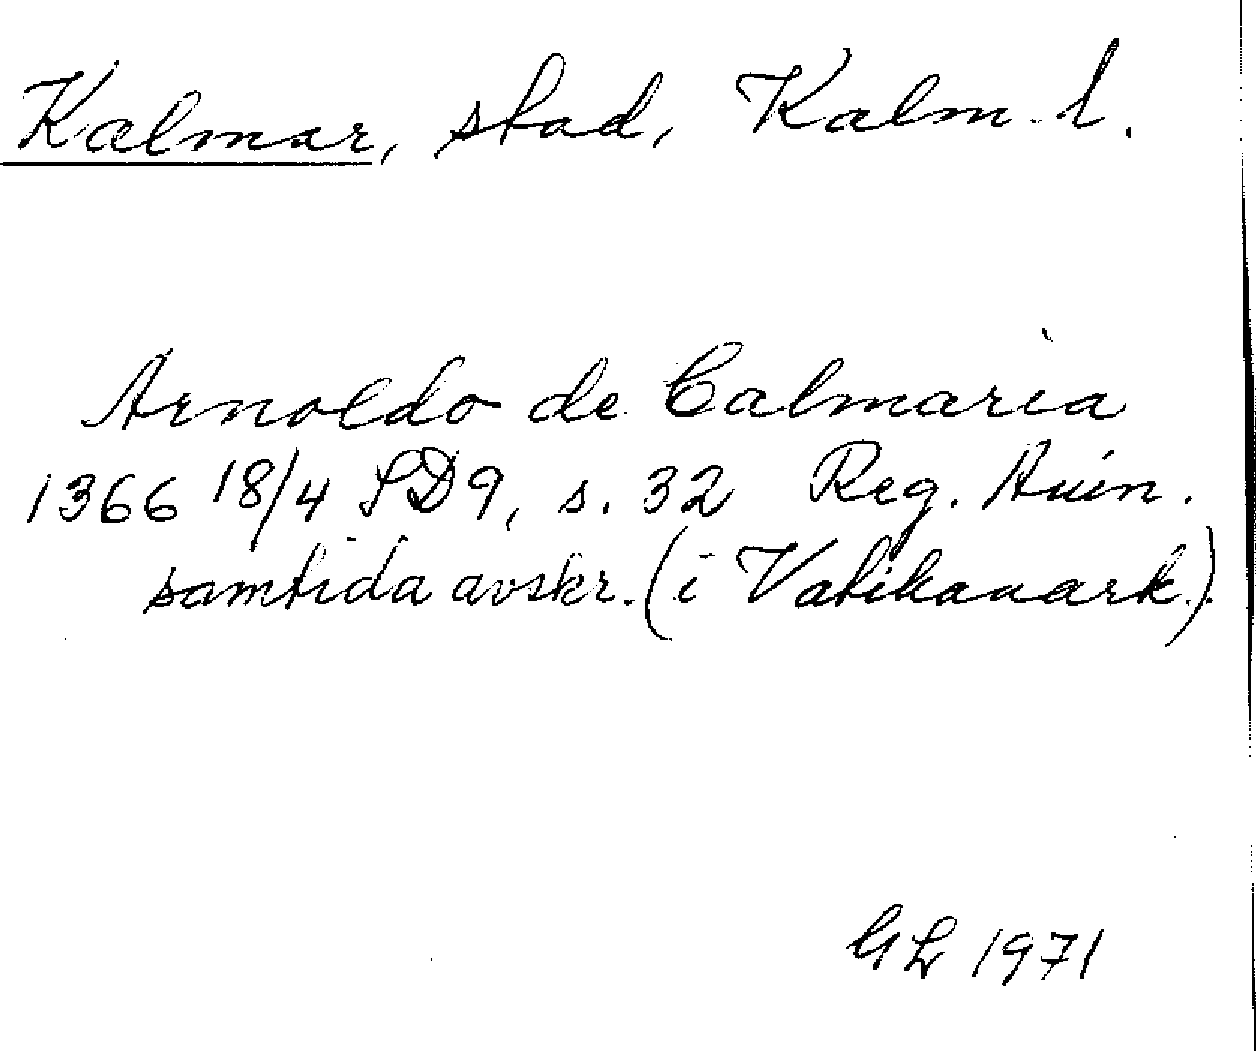 Kalmar, stad, Kalm. l.
Arnoldo de Calmaria
1366 18/4 SD9, s. 32 Reg. Avin.
samtida avskr. (i Vatikanark.)
GL 1971